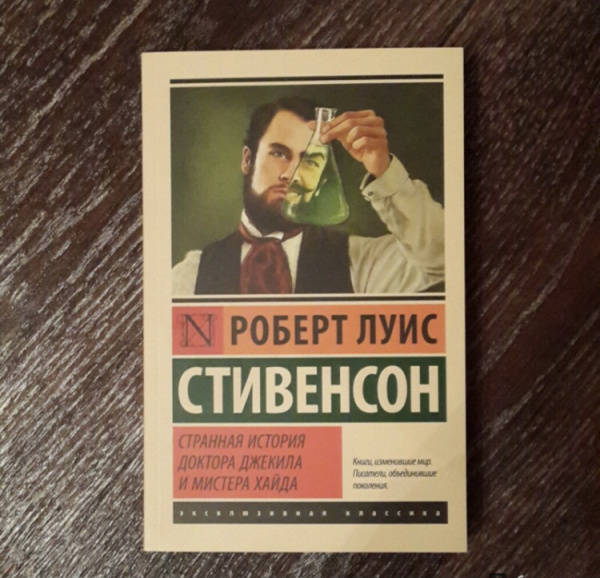 РОБЕРТ ЛУИС
СТИВЕНСОН
СТРАННАЯ ИСТОРИЯ
ДОКТОРА ДЖЕКИЛА
И МИСТЕРА ХАЙДА
Книги, изменившие мир.
Писатели, объединившие
поколения.
ЭКСКЛЮЗИВНАЯ КЛАССИКА